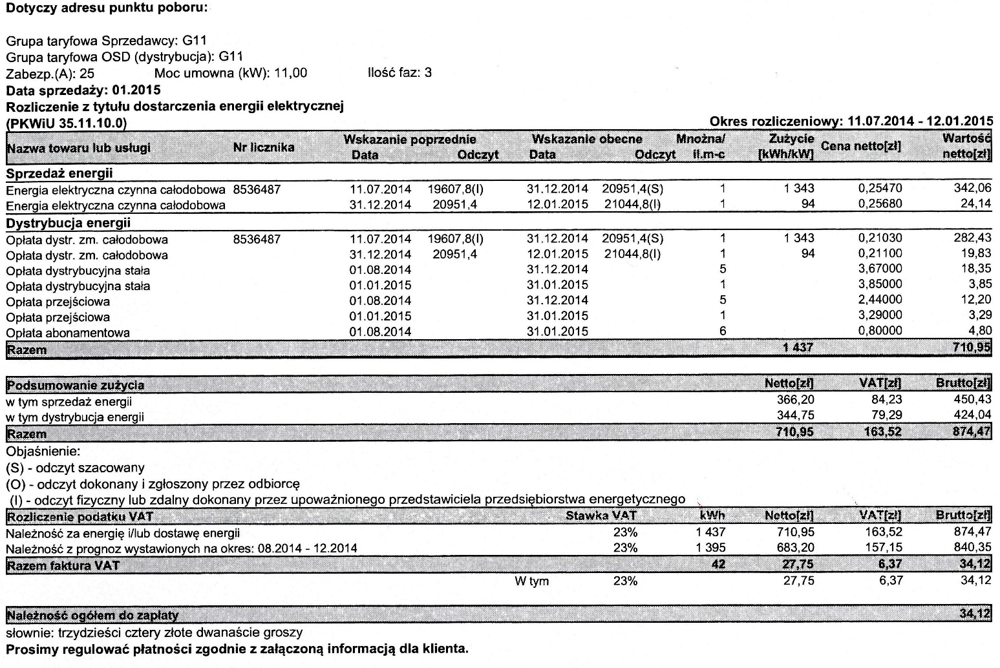 Dotyczy adresu punktu poboru:
Grupa taryfowa Sprzedawcy: G11
Grupa taryfowa OSD (dystrybucja): G11
Zabezp.(A): 25 Moc umowna (kW): 11,00 Ilość faz: 3
Data sprzedaży: 01.2015
Rozliczenie z tytułu dostarczenia energii elektrycznej
(PKWiU 35.11.10.0) Okres rozliczeniowy: 11.07.2014 - 12.01.2015
Nazwa towaru lub usługi Nr licznika Wskazanie poprzednie Data Odczyt Wskazanie obecne Data Odczyt Mnożna/ il.m-c Zużycie [kWh/kW] Cena netto[zł] Wartość netto[zł]
Sprzedaż energii
Energia elektryczna czynna całodobowa 8536487 11.07.2014 19607,8(I) 31.12.2014 20951,4(S) 1 1 343 0,25470 342,06
Energia elektryczna czynna całodobowa 31.12.2014 20951,4 12.01.2015 21044,8(I) 1 94 0,25680 24,14
Dystrybucja energii
Opłata dystr. zm. całodobowa 8536487 11.07.2014 19607,8(I) 31.12.2014 20951,4(S) 1 1 343 0,21030 282,43
Opłata dystr. zm. całodobowa 31.12.2014 20951,4 12.01.2015 21044,8(I) 1 94 0,21100 19,83
Opłata dystrybucyjna stała 01.08.2014 31.12.2014 5 3,67000 18,35
Opłata dystrybucyjna stała 01.01.2015 31.01.2015 1 3,85000 3,85
Opłata przejściowa 01.08.2014 31.12.2014 5 2,44000 12,20
Opłata przejściowa 01.01.2015 31.01.2015 1 3,29000 3,29
Opłata abonamentowa 01.08.2014 31.01.2015 6 0,80000 4,80
Razem 1 437 710,95
Podsumowanie zużycia Netto[zł] VAT[zł] Brutto[zł]
w tym sprzedaż energii 366,20 84,23 450,43
w tym dystrybucja energii 344,75 79,29 424,04
Razem 710,95 163,52 874,47
Objaśnienie:
(S) - odczyt szacowany
(O) - odczyt dokonany i zgłoszony przez odbiorcę
(I) - odczyt fizyczny lub zdalny dokonany przez upoważnionego przedstawiciela przedsiębiorstwa energetycznego
Rozliczenie podatku VAT Stawka VAT kWh Netto[zł] VAT[zł] Brutto[zł]
Należność za energię i/lub dostawę energii 23% 1 437 710,95 163,52 874,47
Należność z prognoz wystawionych na okres: 08.2014 - 12.2014 23% 1 395 683,20 157,15 840,35
Razem faktura VAT 42 27,75 6,37 34,12
W tym 23% 27,75 6,37 34,12
Należność ogółem do zapłaty 34,12
słownie: trzydzieści cztery złote dwanaście groszy
Prosimy regulować płatności zgodnie z załączoną informacją dla klienta.